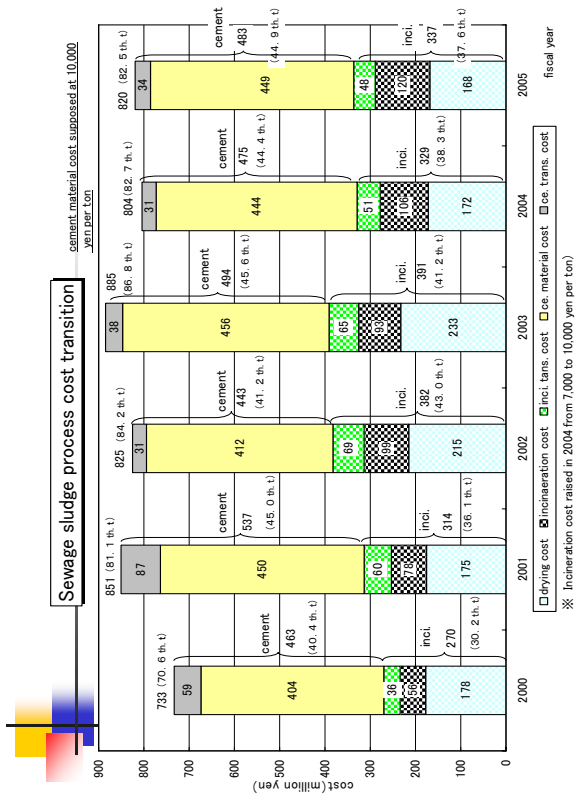 Sewage sludge process cost transition
cement material cost supposed at 10,000
yen per ton
cost(million yen)
900
800
700
600
500
400
300
200
100
0
733 (70. 6 th. t)
59
404
36
56
178
cement
463
(40. 4 th. t)
inci.
270
(30. 2 th. t)
2000
851 (81. 1 th. t)
87
450
60
78
175
cement
537
(45. 0 th. t)
inci.
314
(36. 1 th. t)
2001
825 (84. 2 th. t)
31
412
69
99
215
cement
443
(41. 2 th. t)
inci.
382
(43. 0 th. t)
2002
885
(86. 8 th. t)
38
456
65
93
233
cement
494
(45. 6 th. t)
inci.
391
(41. 2 th. t)
2003
804 (82. 7 th. t)
31
444
51
106
172
cement
475
(44. 4 th. t)
inci.
329
(38. 3 th. t)
2004
820 (82. 5 th. t)
34
449
48
120
168
cement
483
(44. 9 th. t)
inci.
337
(37. 6 th. t)
2005
fiscal year
drying cost incinaeration cost inci. tans. cost ce. material cost ce. trans. cost
※ Incineration cost raised in 2004 from 7,000 to 10,000 yen per ton)